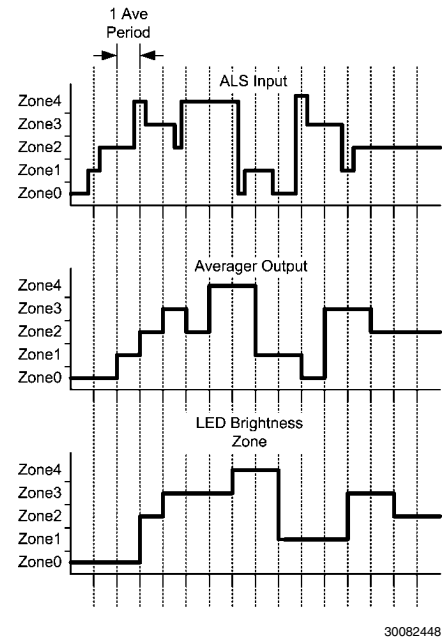 1 Ave
Period
ALS Input
Zone4
Zone3
Zone2
Zone1
Zone0
Averager Output
Zone4
Zone3
Zone2
Zone1
Zone0
LED Brightness
Zone
Zone4
Zone3
Zone2
Zone1
Zone0
30082448